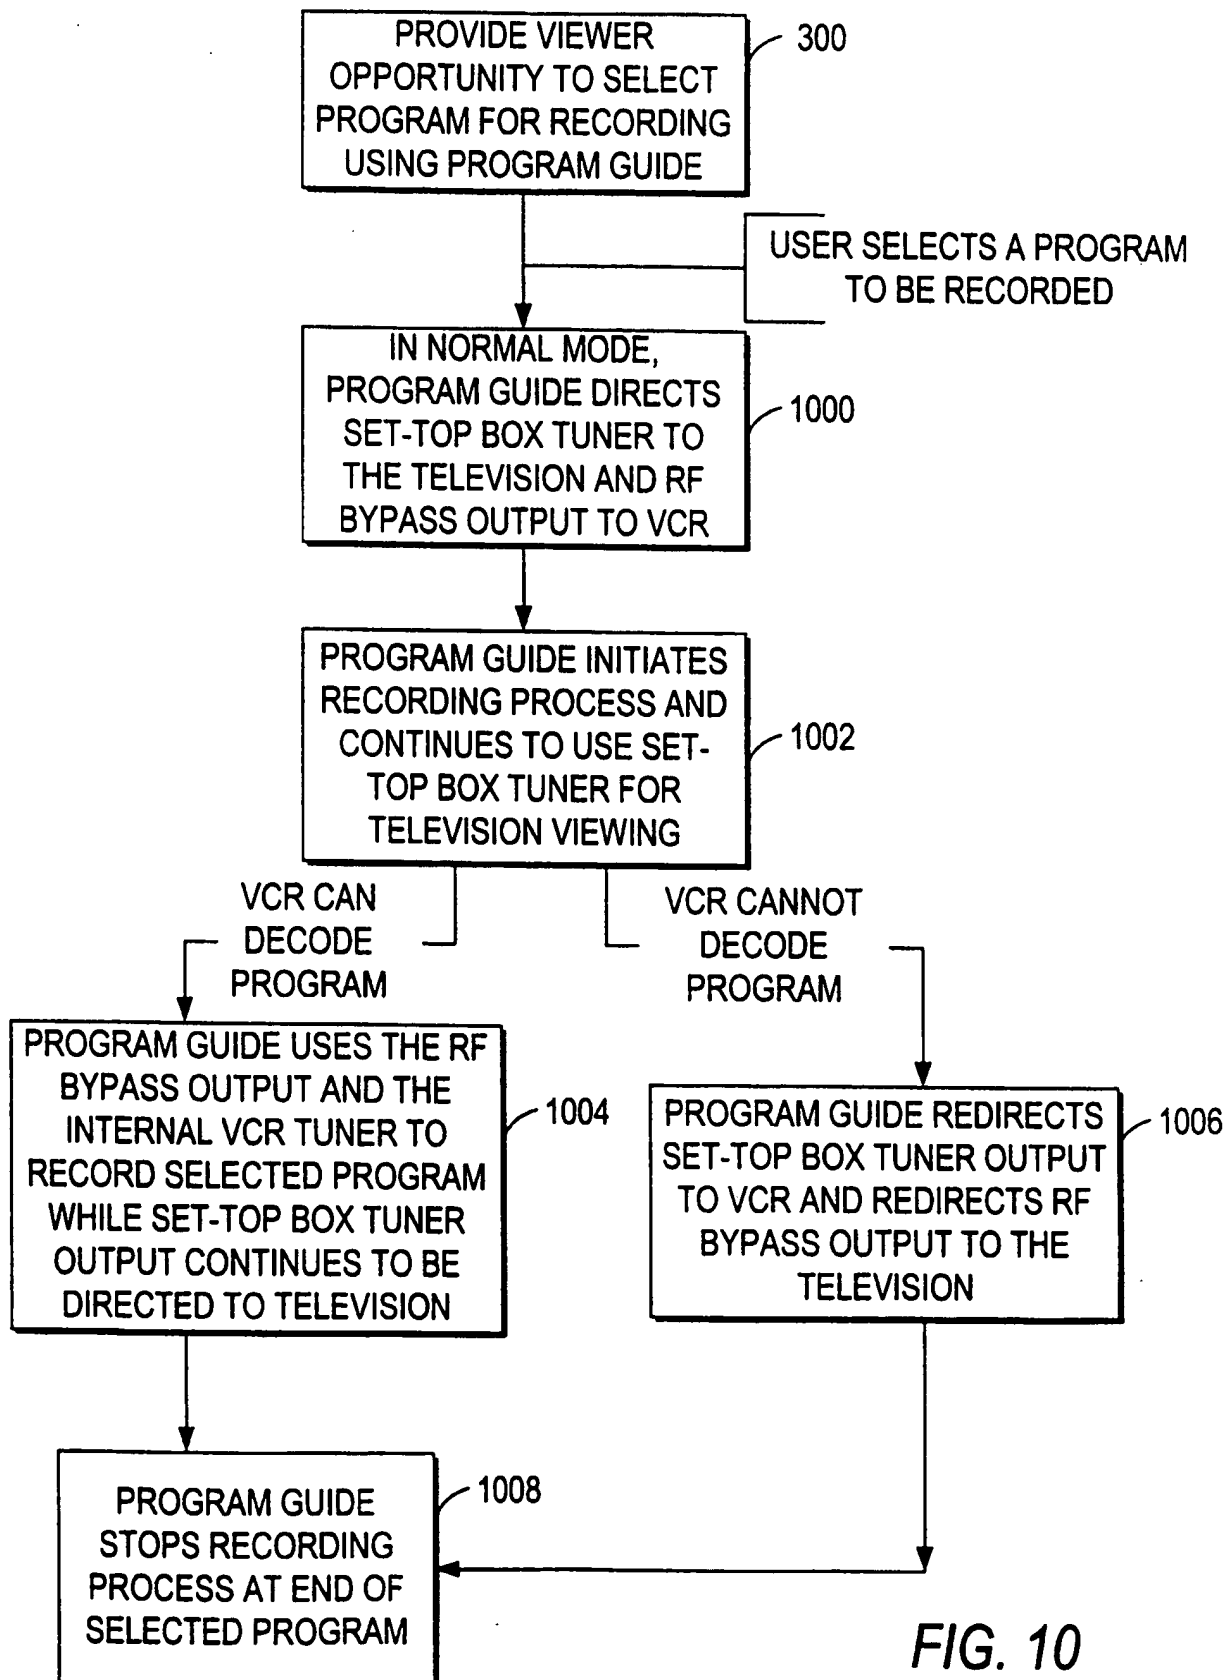 PROVIDE VIEWER
OPPORTUNITY TO SELECT
PROGRAM FOR RECORDING
USING PROGRAM GUIDE
300
USER SELECTS A PROGRAM
TO BE RECORDED
IN NORMAL MODE,
PROGRAM GUIDE DIRECTS
SET-TOP BOX TUNER TO
THE TELEVISION AND RF
BYPASS OUTPUT TO VCR
1000
PROGRAM GUIDE INITIATES
RECORDING PROCESS AND
CONTINUES TO USE SET-
TOP BOX TUNER FOR
TELEVISION VIEWING
1002
VCR CAN
DECODE
PROGRAM
VCR CANNOT
DECODE
PROGRAM
PROGRAM GUIDE USES THE RF
BYPASS OUTPUT AND THE
INTERNAL VCR TUNER TO
RECORD SELECTED PROGRAM
WHILE SET-TOP BOX TUNER
OUTPUT CONTINUES TO BE
DIRECTED TO TELEVISION
1004
PROGRAM GUIDE REDIRECTS
SET-TOP BOX TUNER OUTPUT
TO VCR AND REDIRECTS RF
BYPASS OUTPUT TO THE
TELEVISION
1006
PROGRAM GUIDE
STOPS RECORDING
PROCESS AT END OF
SELECTED PROGRAM
1008
FIG. 10